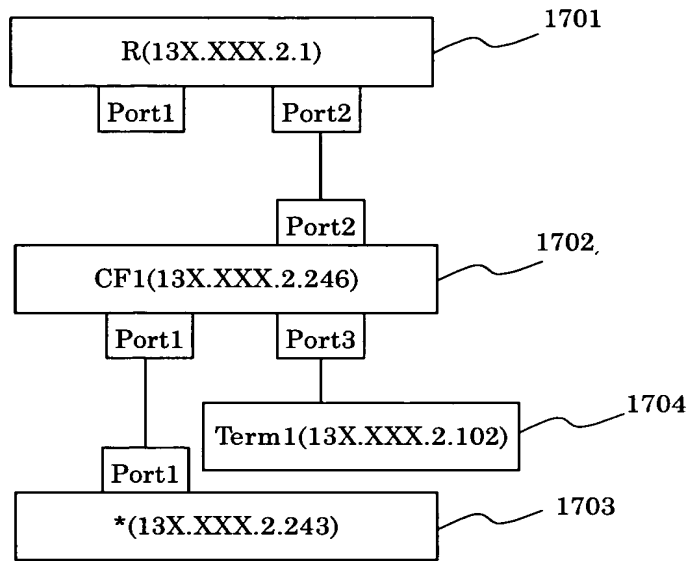 1701
R(13X.XXX.2.1)
Port1 Port2
Port2
1702
CF1(13X.XXX.2.246)
Port1 Port3
1704
Term1(13X.XXX.2.102)
Port1
1703
*(13X.XXX.2.243)